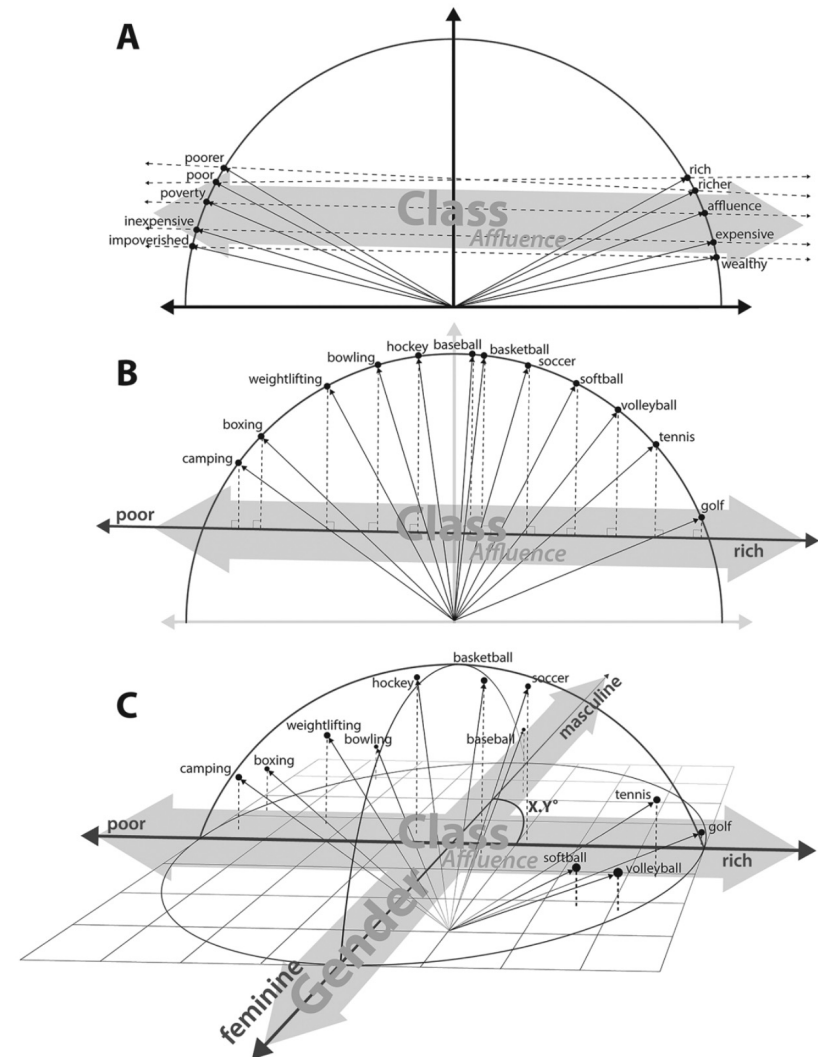 A
poorer
poor
poverty
inexpensive
impoverished
Class
Affluence
rich
richer
affluence
expensive
wealthy
B
camping
boxing
weightlifting
bowling
hockey
baseball
basketball
soccer
softball
volleyball
tennis
golf
poor
Class
Affluence
rich
C
camping
boxing
weightlifting
bowling
hockey
basketball
soccer
baseball
masculine
X.Y°
tennis
golf
poor
Class
Affluence
rich
softball
volleyball
Gender
feminine